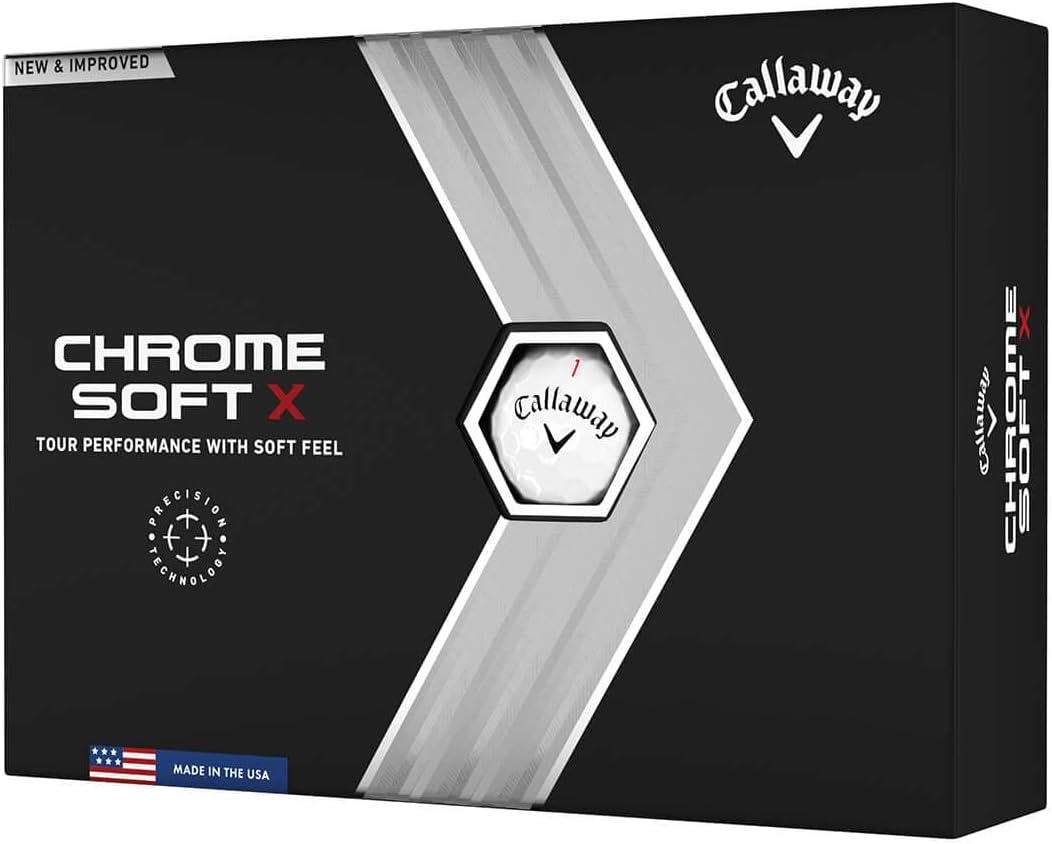 NEW & IMPROVED
Callaway
CHROME
SOFT X
TOUR PERFORMANCE WITH SOFT FEEL
PRECISION
TECHNOLOGY
1
Callaway
MADE IN THE USA
Callaway
CHROME
SOFT X